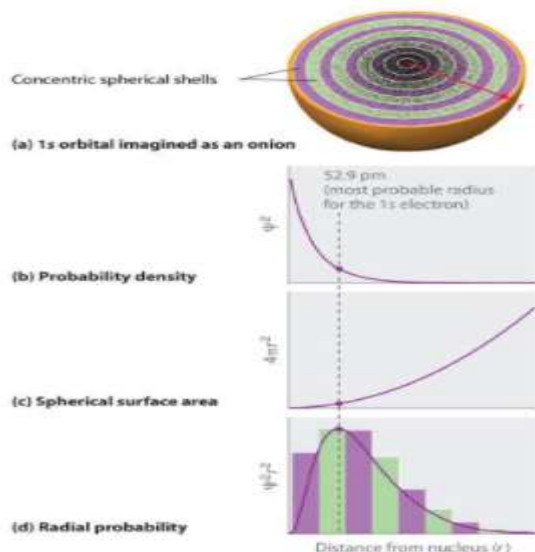 Concentric spherical shells
r
(a) 1s orbital imagined as an onion
52.9 pm
(most probable radius
for the 1s electron)
ψ²
(b) Probability density
4πr²
(c) Spherical surface area
ψ²r²
(d) Radial probability
Distance from nucleus (r)